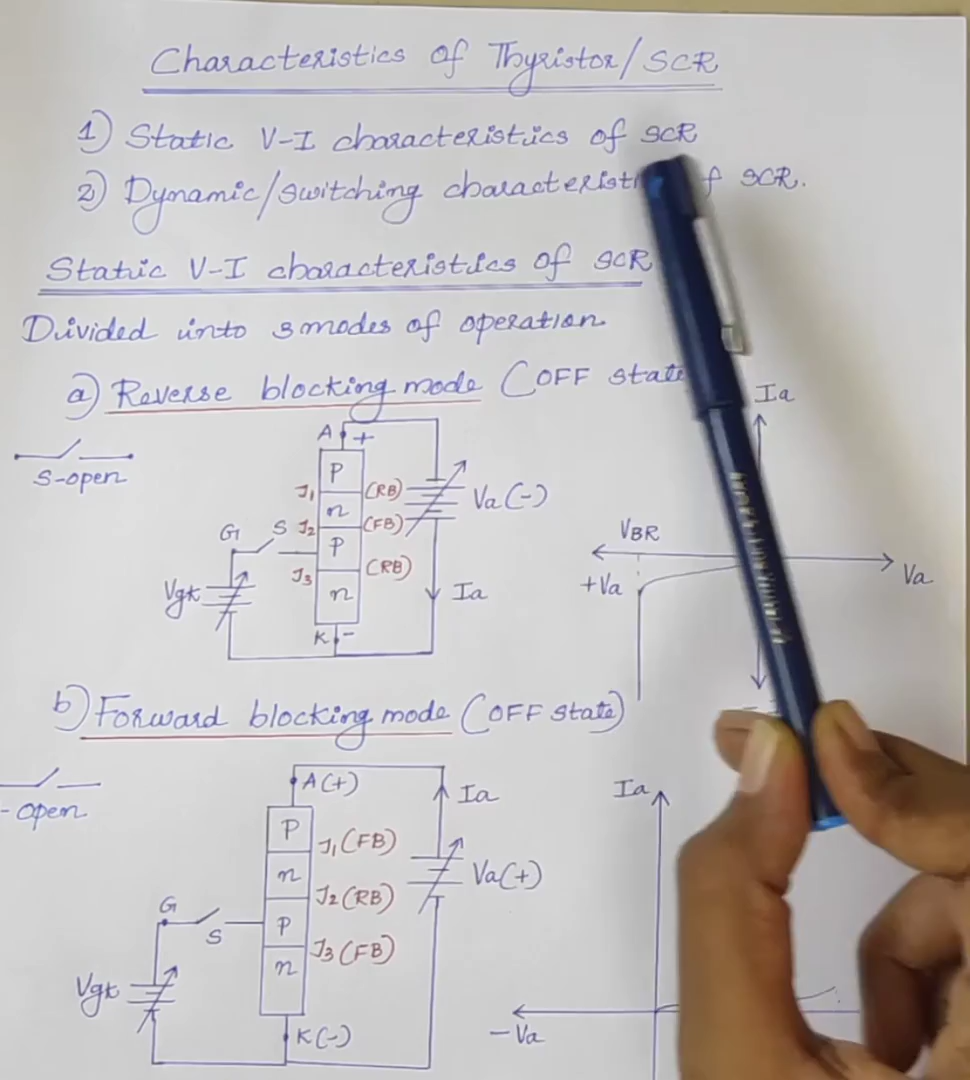 Characteristics of Thyristor/SCR
1) Static V-I characteristics of SCR
2) Dynamic/switching of SCR.
Static V-I characteristics of SCR
Divided into 3 modes of operation
a) Reverse blocking mode (OFF state
S-open
A +
P
J1 (RB)
n
J2 (FB)
P
J3 (RB)
n
K -
G S
Vgk
Va(-)
Ia
Ia
VBR
+Va
Va
b) Forward blocking mode (OFF state)
- open
A(+)
P
J1(FB)
n
J2(RB)
P
J3(FB)
n
K(-)
G
S
Vgk
Ia
Va(+)
Ia
-Va